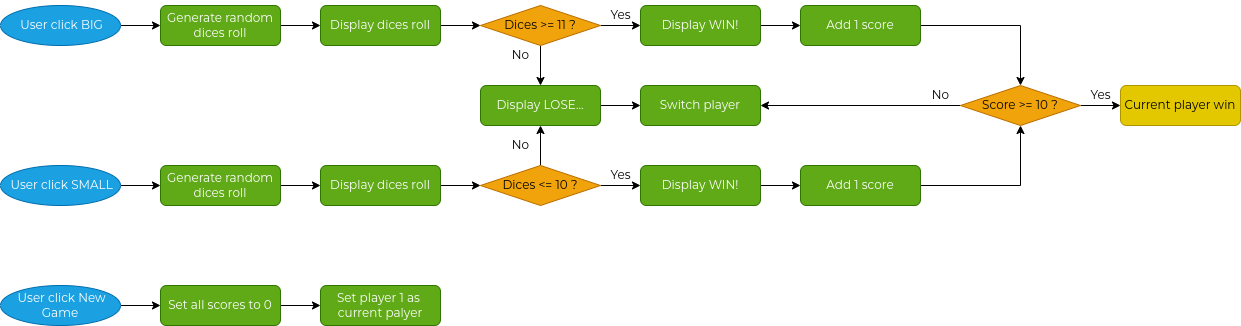 User click BIG
Generate random
dices roll
Display dices roll
Dices >= 11 ?
Yes
Display WIN!
Add 1 score
No
Display LOSE...
Switch player
No
Score >= 10 ?
Yes
Current player win
No
User click SMALL
Generate random
dices roll
Display dices roll
Dices <= 10 ?
Yes
Display WIN!
Add 1 score
User click New
Game
Set all scores to 0
Set player 1 as
current palyer